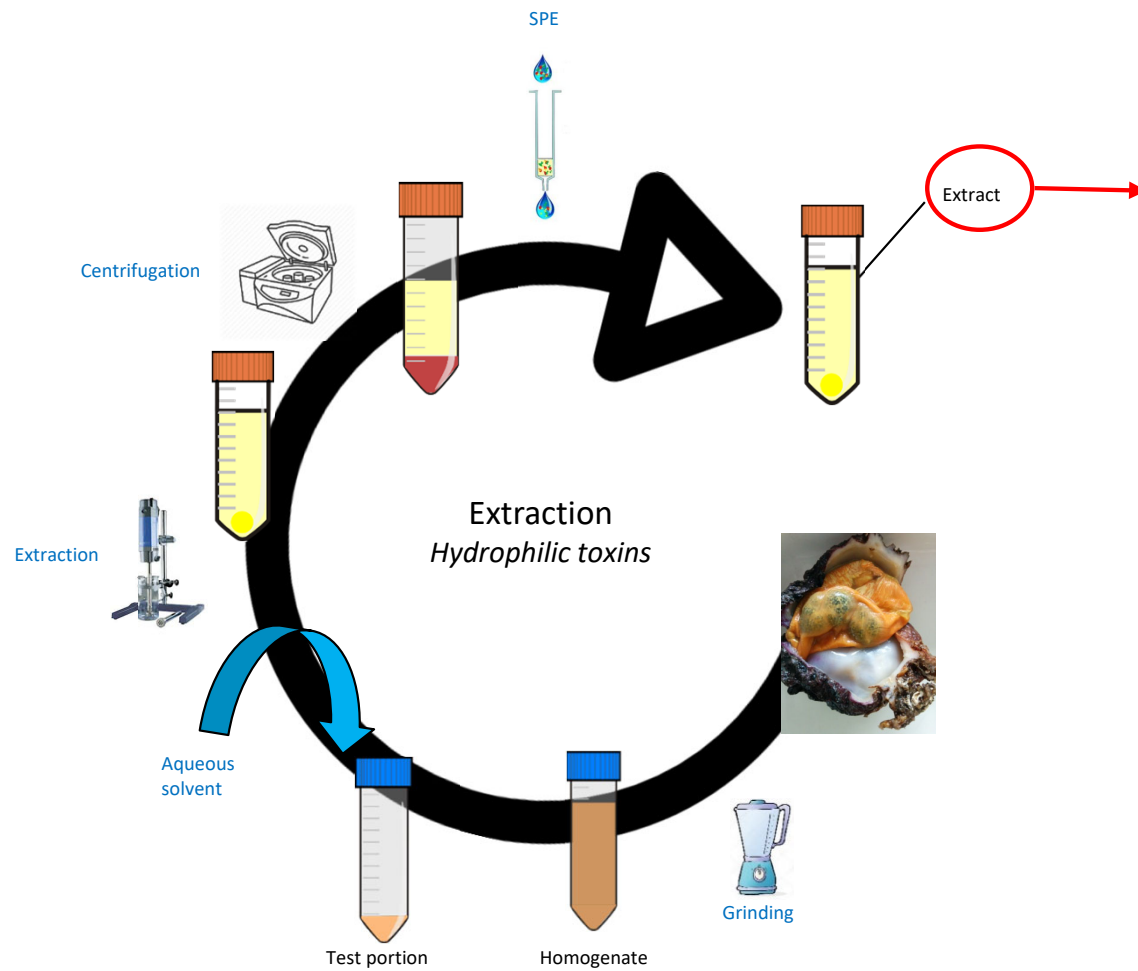 SPE
Extract
Centrifugation
Extraction
Hydrophilic toxins
Extraction
Aqueous
solvent
Grinding
Test portion
Homogenate